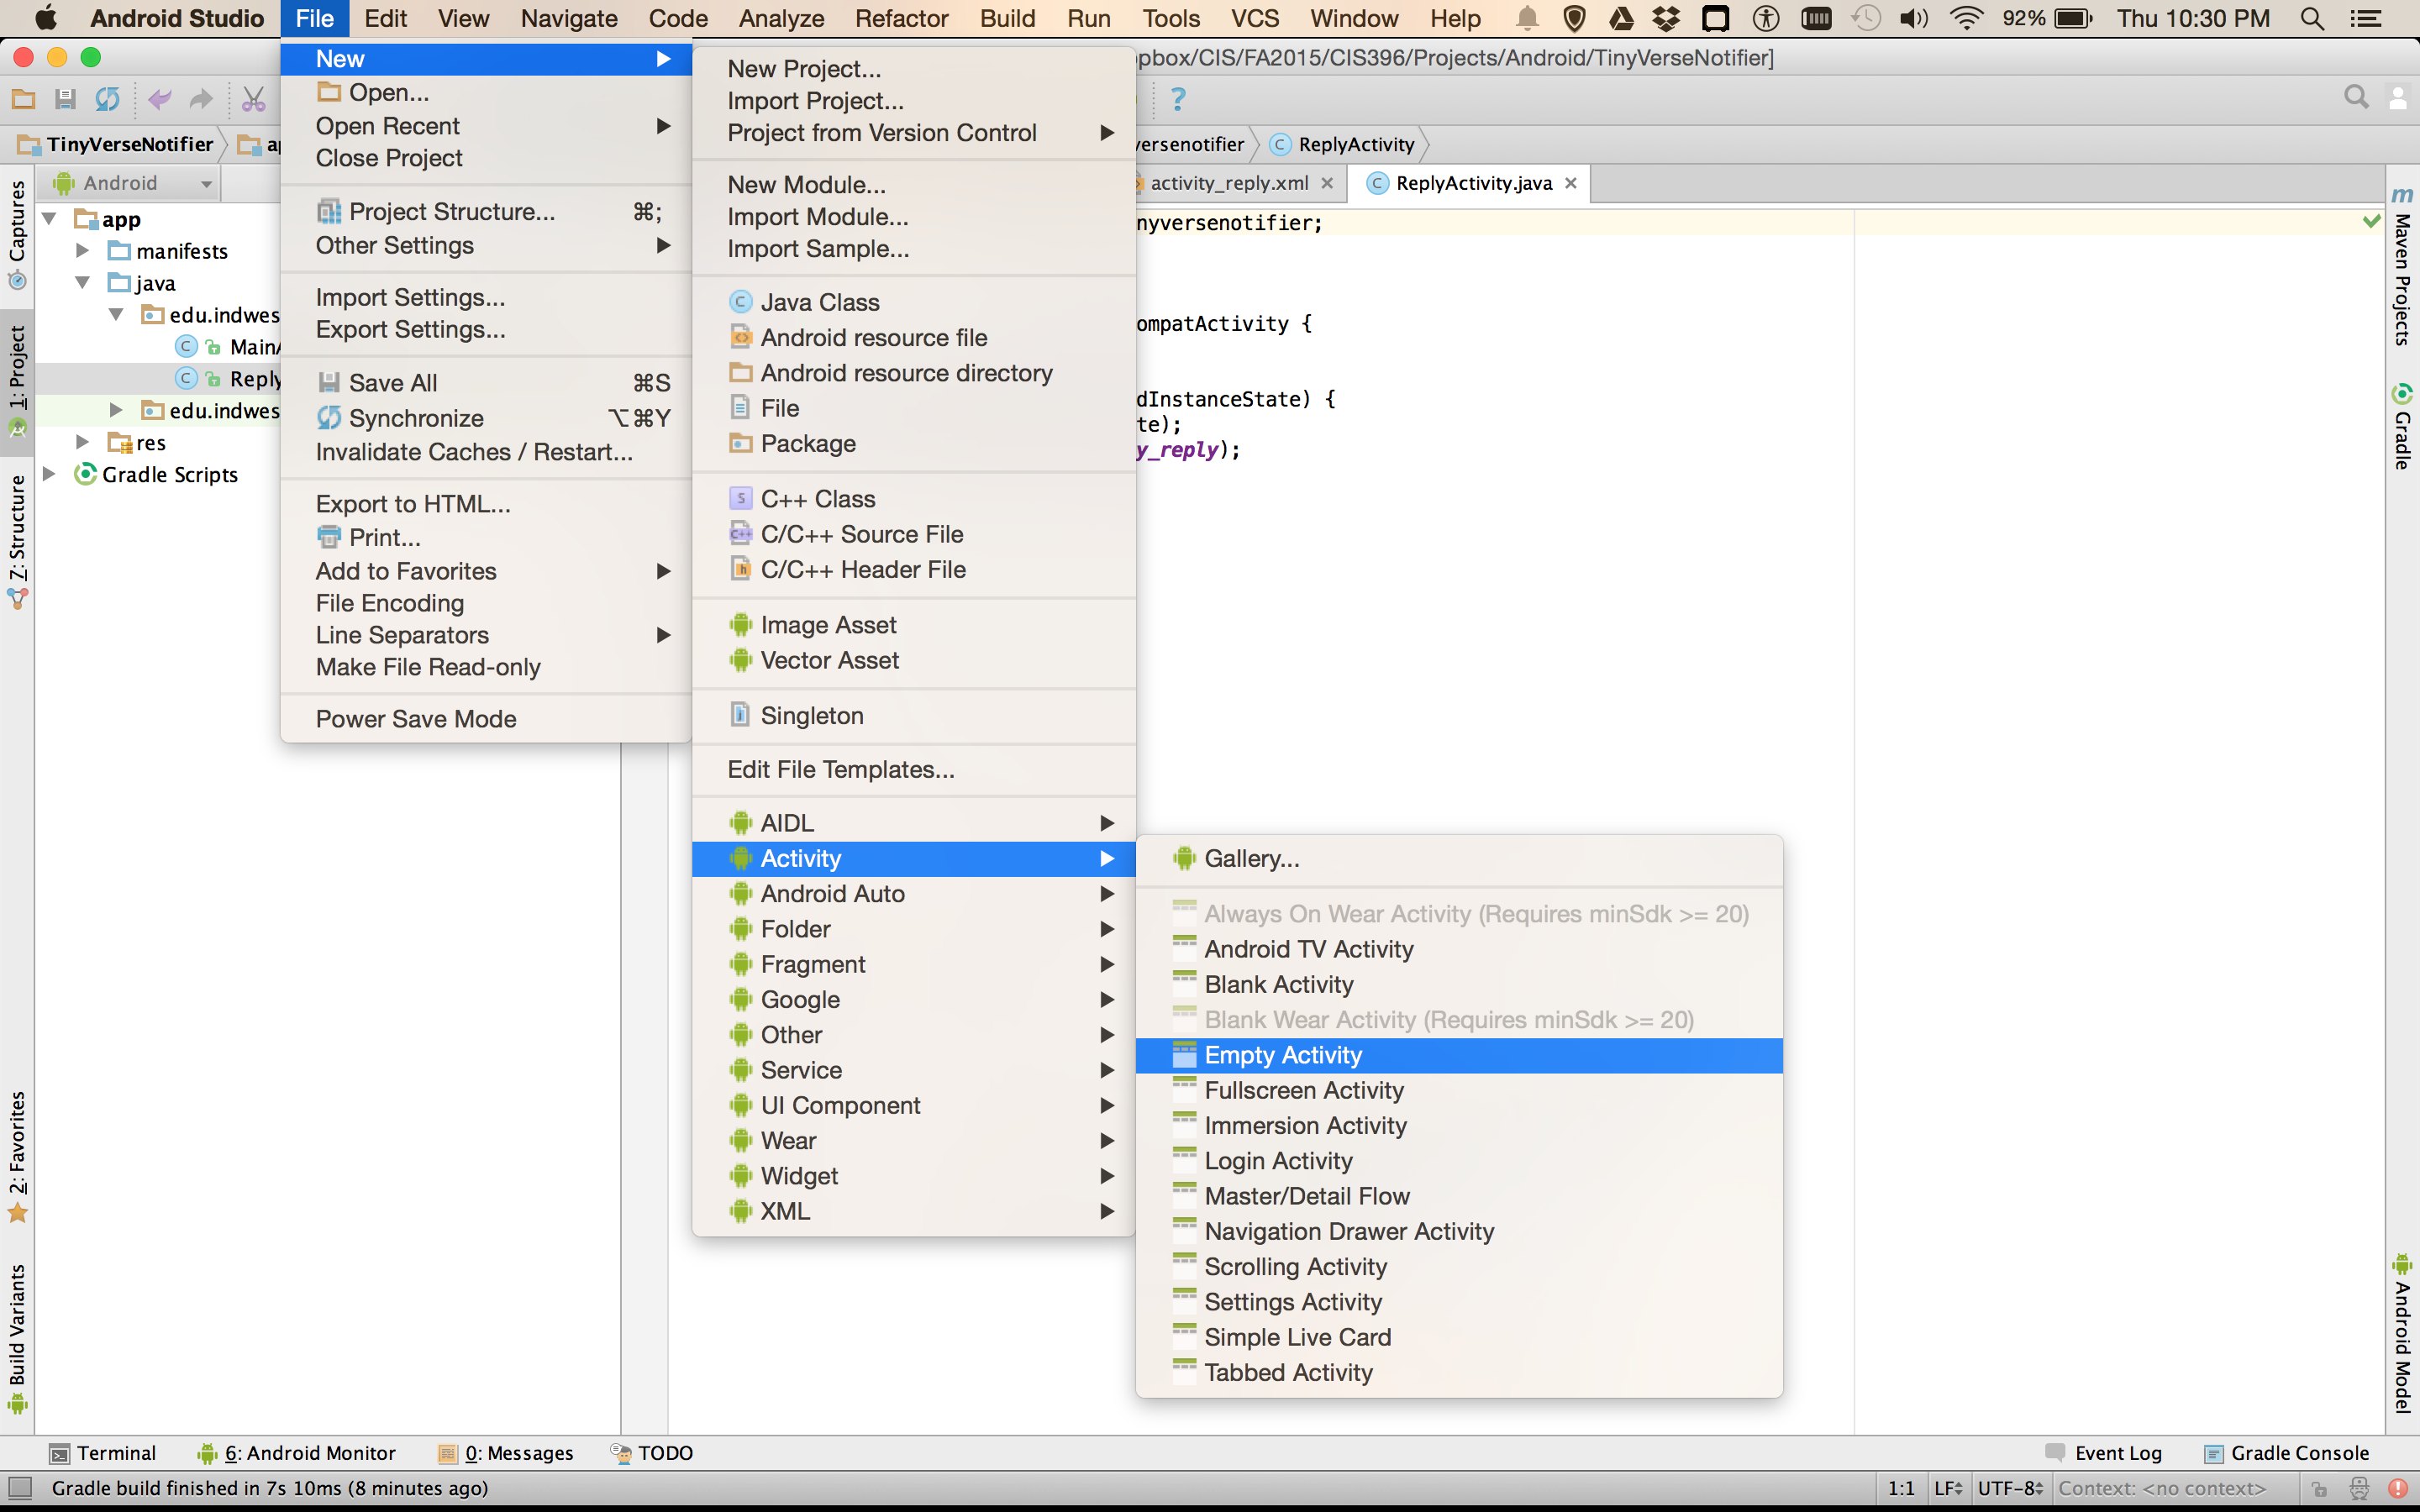 Android Studio File Edit View Navigate Code Analyze Refactor Build Run Tools VCS Window Help 92% Thu 10:30 PM
pbox/CIS/FA2015/CIS396/Projects/Android/TinyVerseNotifier]
?
TinyVerseNotifier ap versenotifier C ReplyActivity
Android
activity_reply.xml C ReplyActivity.java
app
manifests
java
edu.indwes
C MainA
C Reply
edu.indwes
res
Gradle Scripts
Captures
1: Project
7: Structure
2: Favorites
Build Variants
New
Open...
Open Recent
Close Project
Project Structure... ⌘;
Other Settings
Import Settings...
Export Settings...
Save All ⌘S
Synchronize ⌥⌘Y
Invalidate Caches / Restart...
Export to HTML...
Print...
Add to Favorites
File Encoding
Line Separators
Make File Read-only
Power Save Mode
New Project...
Import Project...
Project from Version Control
New Module...
Import Module...
Import Sample...
Java Class
Android resource file
Android resource directory
File
Package
C++ Class
C/C++ Source File
C/C++ Header File
Image Asset
Vector Asset
Singleton
Edit File Templates...
AIDL
Activity
Android Auto
Folder
Fragment
Google
Other
Service
UI Component
Wear
Widget
XML
Gallery...
Always On Wear Activity (Requires minSdk >= 20)
Android TV Activity
Blank Activity
Blank Wear Activity (Requires minSdk >= 20)
Empty Activity
Fullscreen Activity
Immersion Activity
Login Activity
Master/Detail Flow
Navigation Drawer Activity
Scrolling Activity
Settings Activity
Simple Live Card
Tabbed Activity
nyversenotifier;
ompatActivity {
dInstanceState) {
te);
y_reply);
m Maven Projects
Gradle
Android Model
Terminal 6: Android Monitor 0: Messages TODO Event Log Gradle Console
Gradle build finished in 7s 10ms (8 minutes ago) 1:1 LF UTF-8 Context: <no context>